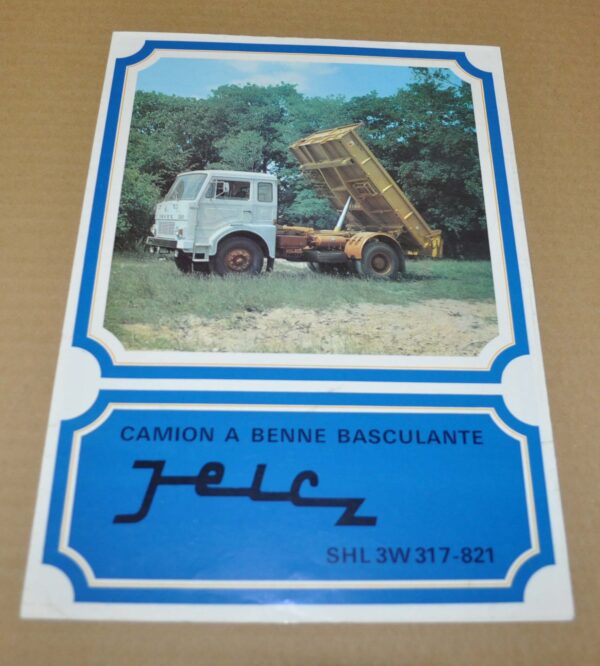 CAMION A BENNE BASCULANTE
Jelcz
SHL 3W 317-821